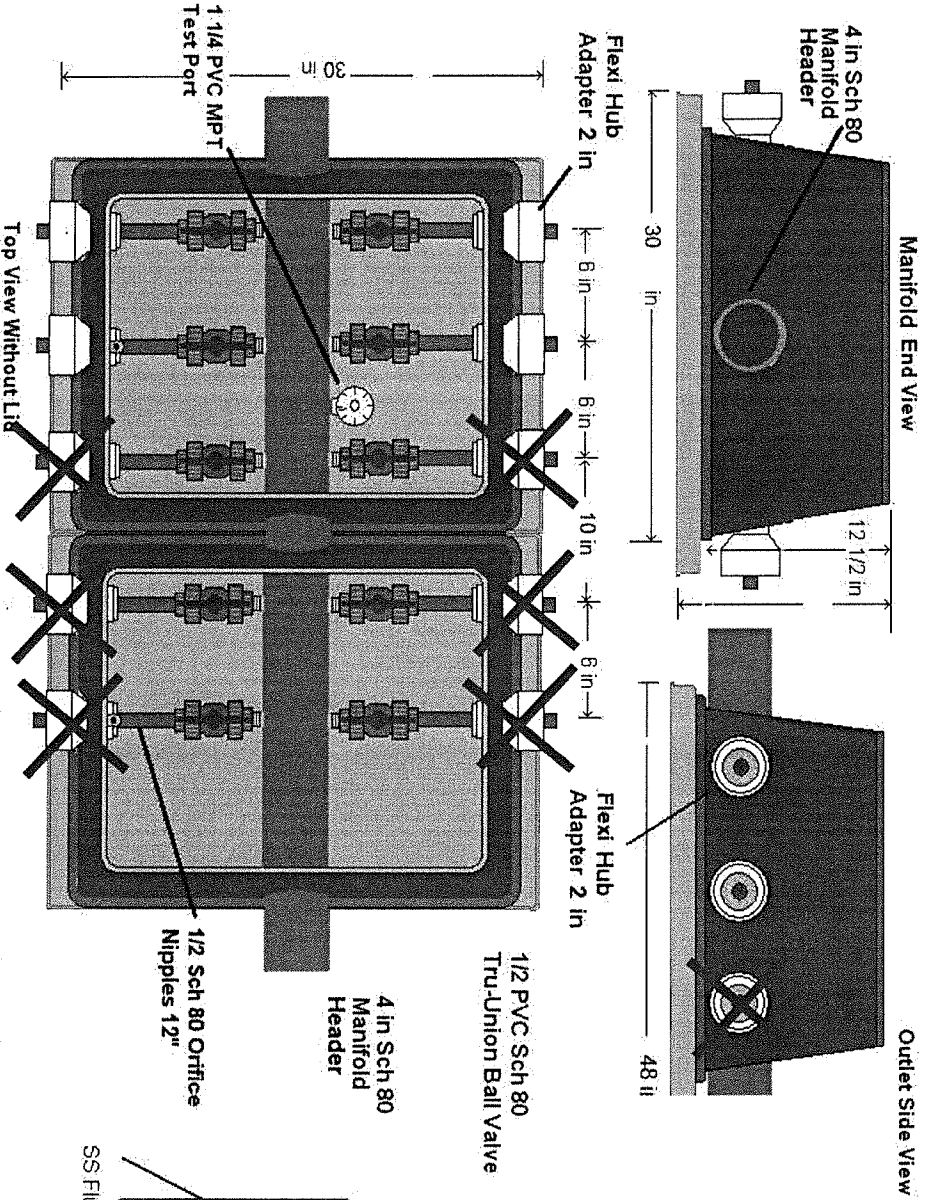 Manifold End View
4 in Sch 80
Manifold
Header
30 in
12 1/2 in
Outlet Side View
Flexi Hub
Adapter 2 in
48 i
Flexi Hub
Adapter 2 in
6 in
6 in
10 in
6 in
30 in
1 1/4 PVC MPT
Test Port
1/2 PVC Sch 80
Tru-Union Ball Valve
4 in Sch 80
Manifold
Header
1/2 Sch 80 Orifice
Nipples 12"
Top View Without Lid